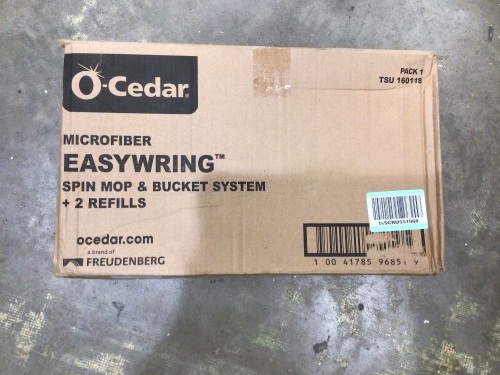 O-Cedar®
PACK 1
TSU 160118
MICROFIBER
EASYWRING™
SPIN MOP & BUCKET SYSTEM
+ 2 REFILLS
ocedar.com
a brand of
FREUDENBERG
1 00 41785 9685 9